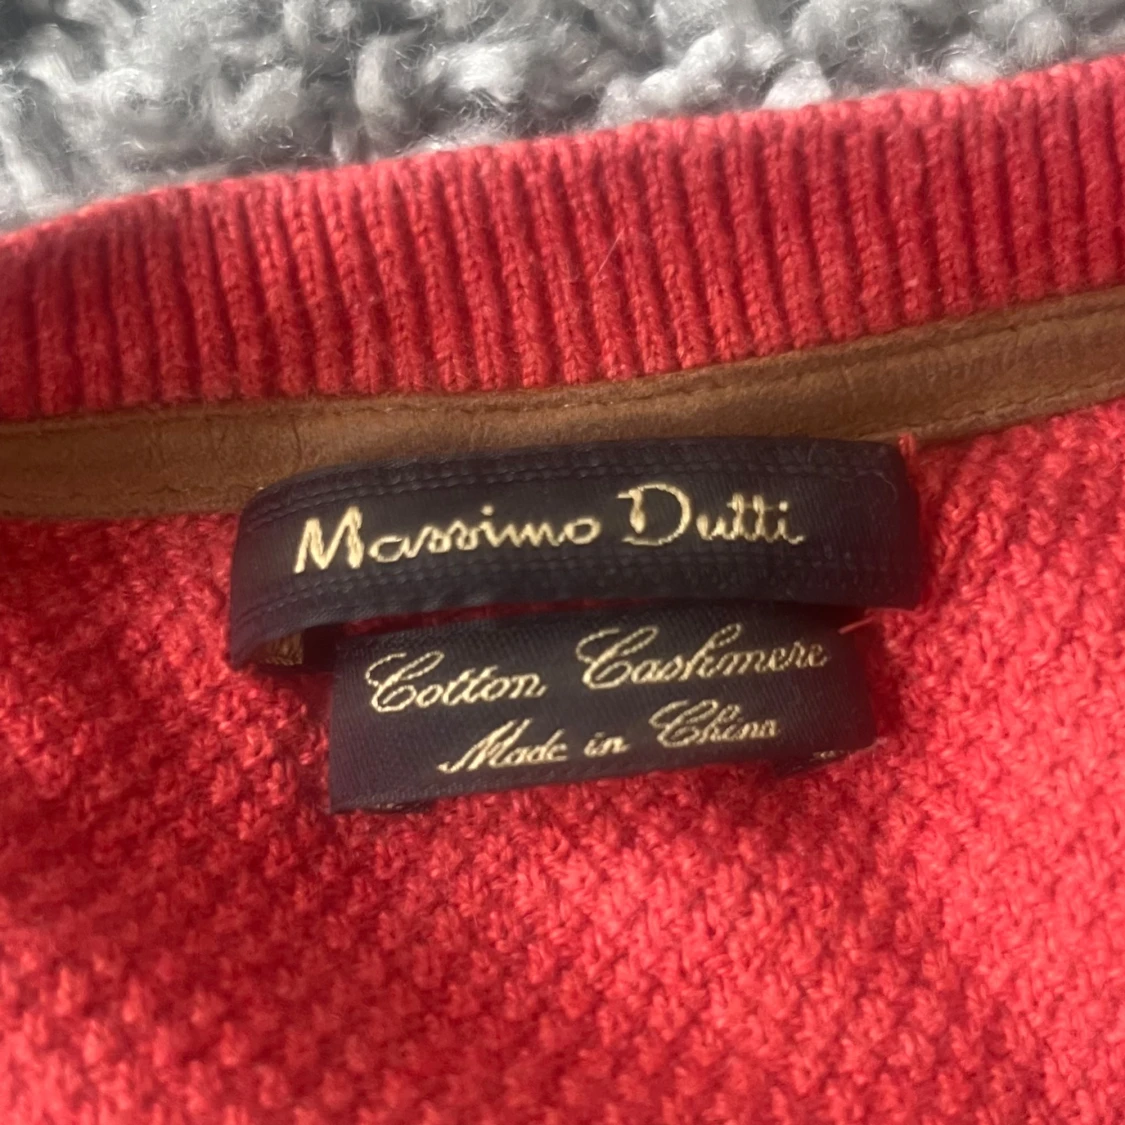 Massimo Dutti
Cotton Cashmere
Made in China